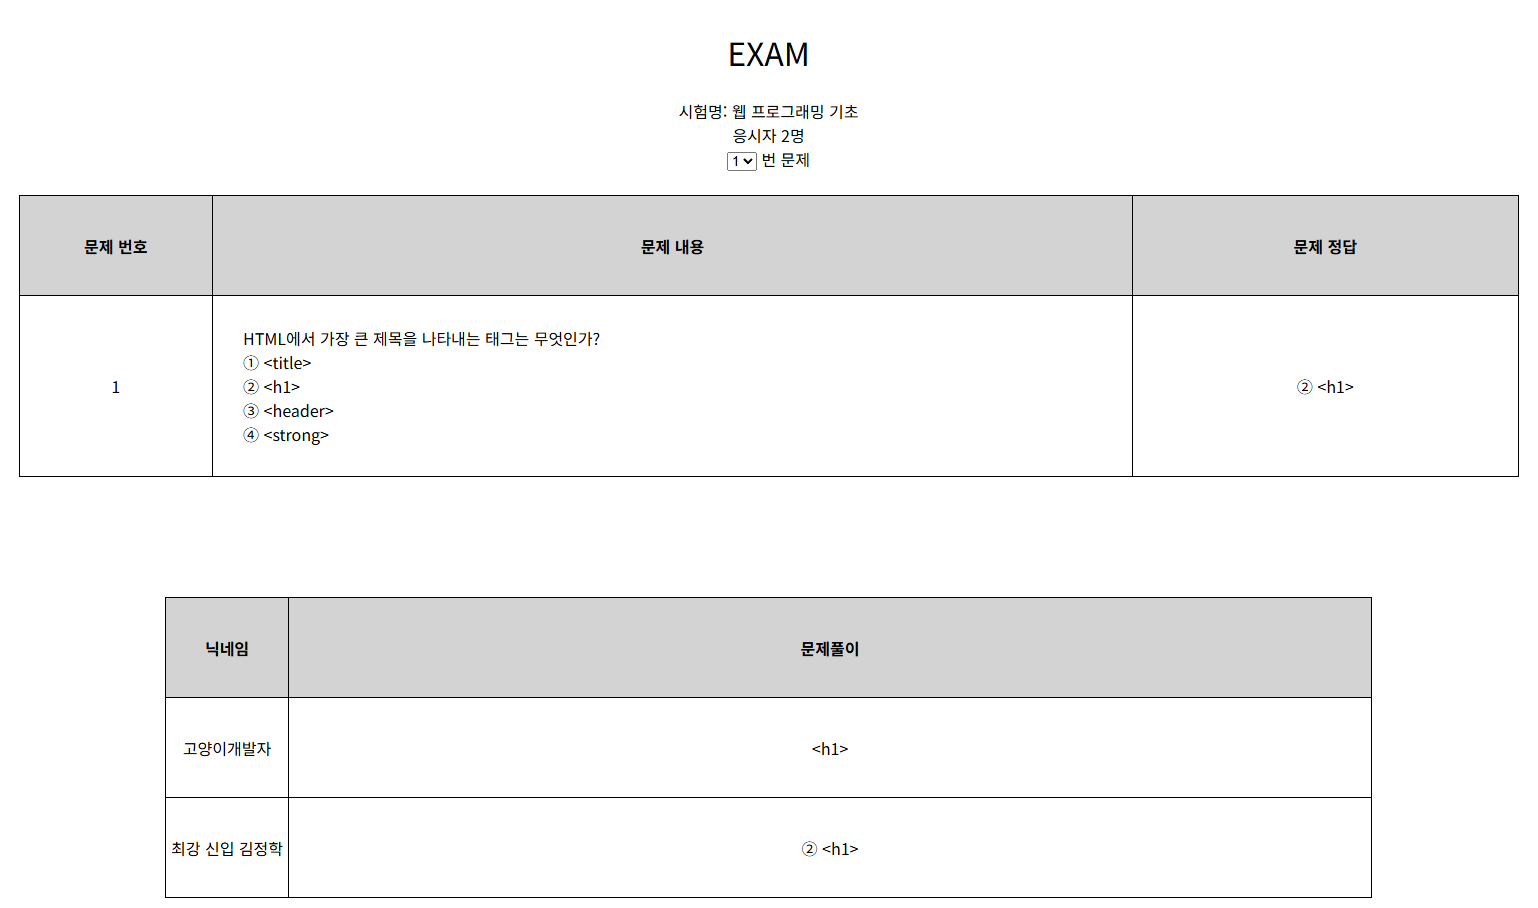 EXAM
시험명: 웹 프로그래밍 기초
응시자 2명
1 번 문제
문제 번호 문제 내용 문제 정답
1
HTML에서 가장 큰 제목을 나타내는 태그는 무엇인가?
① <title>
② <h1>
③ <header>
④ <strong>
② <h1>
닉네임 문제풀이
고양이개발자 <h1>
최강 신입 김정학 ② <h1>